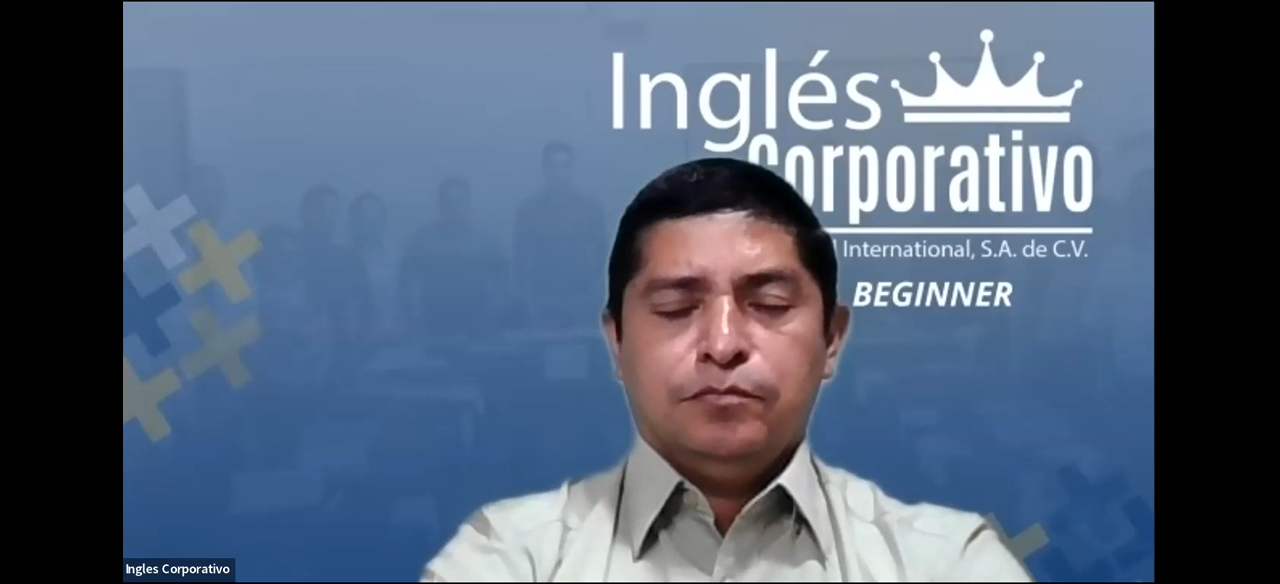 Inglés
Corporativo
International, S.A. de C.V.
BEGINNER
Ingles Corporativo